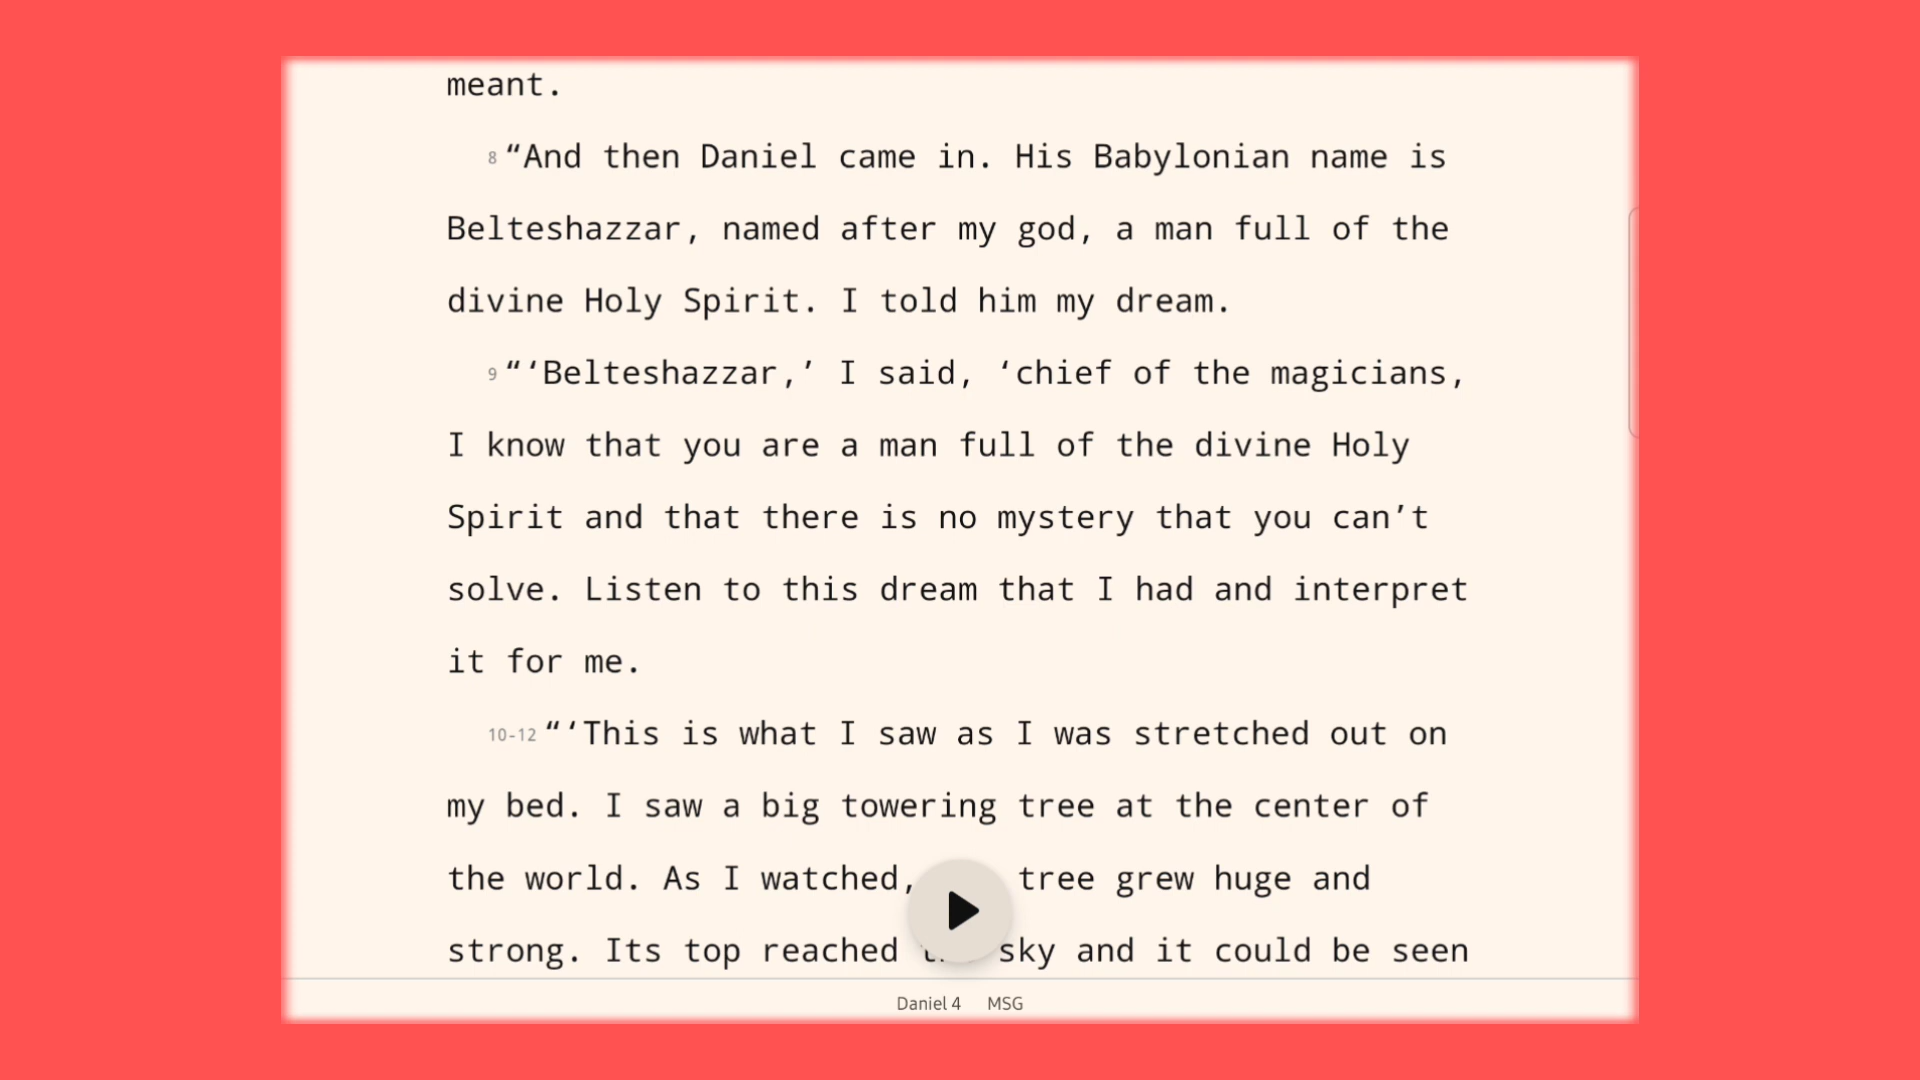 meant.
8 “And then Daniel came in. His Babylonian name is
Belteshazzar, named after my god, a man full of the
divine Holy Spirit. I told him my dream.
9 “‘Belteshazzar,’ I said, ‘chief of the magicians,
I know that you are a man full of the divine Holy
Spirit and that there is no mystery that you can’t
solve. Listen to this dream that I had and interpret
it for me.
10-12 “‘This is what I saw as I was stretched out on
my bed. I saw a big towering tree at the center of
the world. As I watched, tree grew huge and
strong. Its top reached sky and it could be seen
Daniel 4 MSG